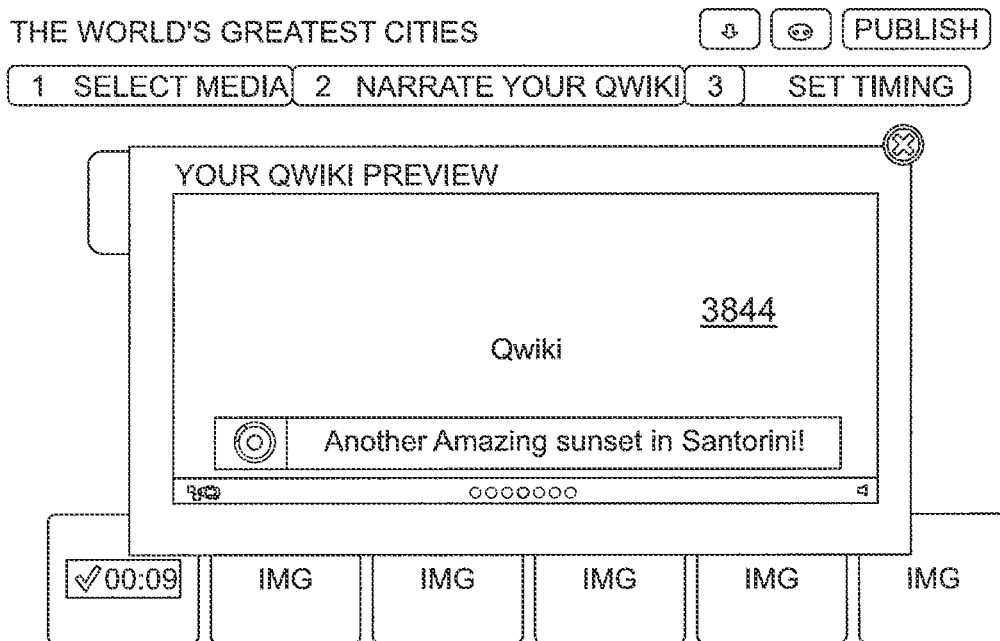 THE WORLD'S GREATEST CITIES PUBLISH
1 SELECT MEDIA 2 NARRATE YOUR QWIKI 3 SET TIMING
YOUR QWIKI PREVIEW
3844
Qwiki
Another Amazing sunset in Santorini!
00:09 IMG IMG IMG IMG IMG